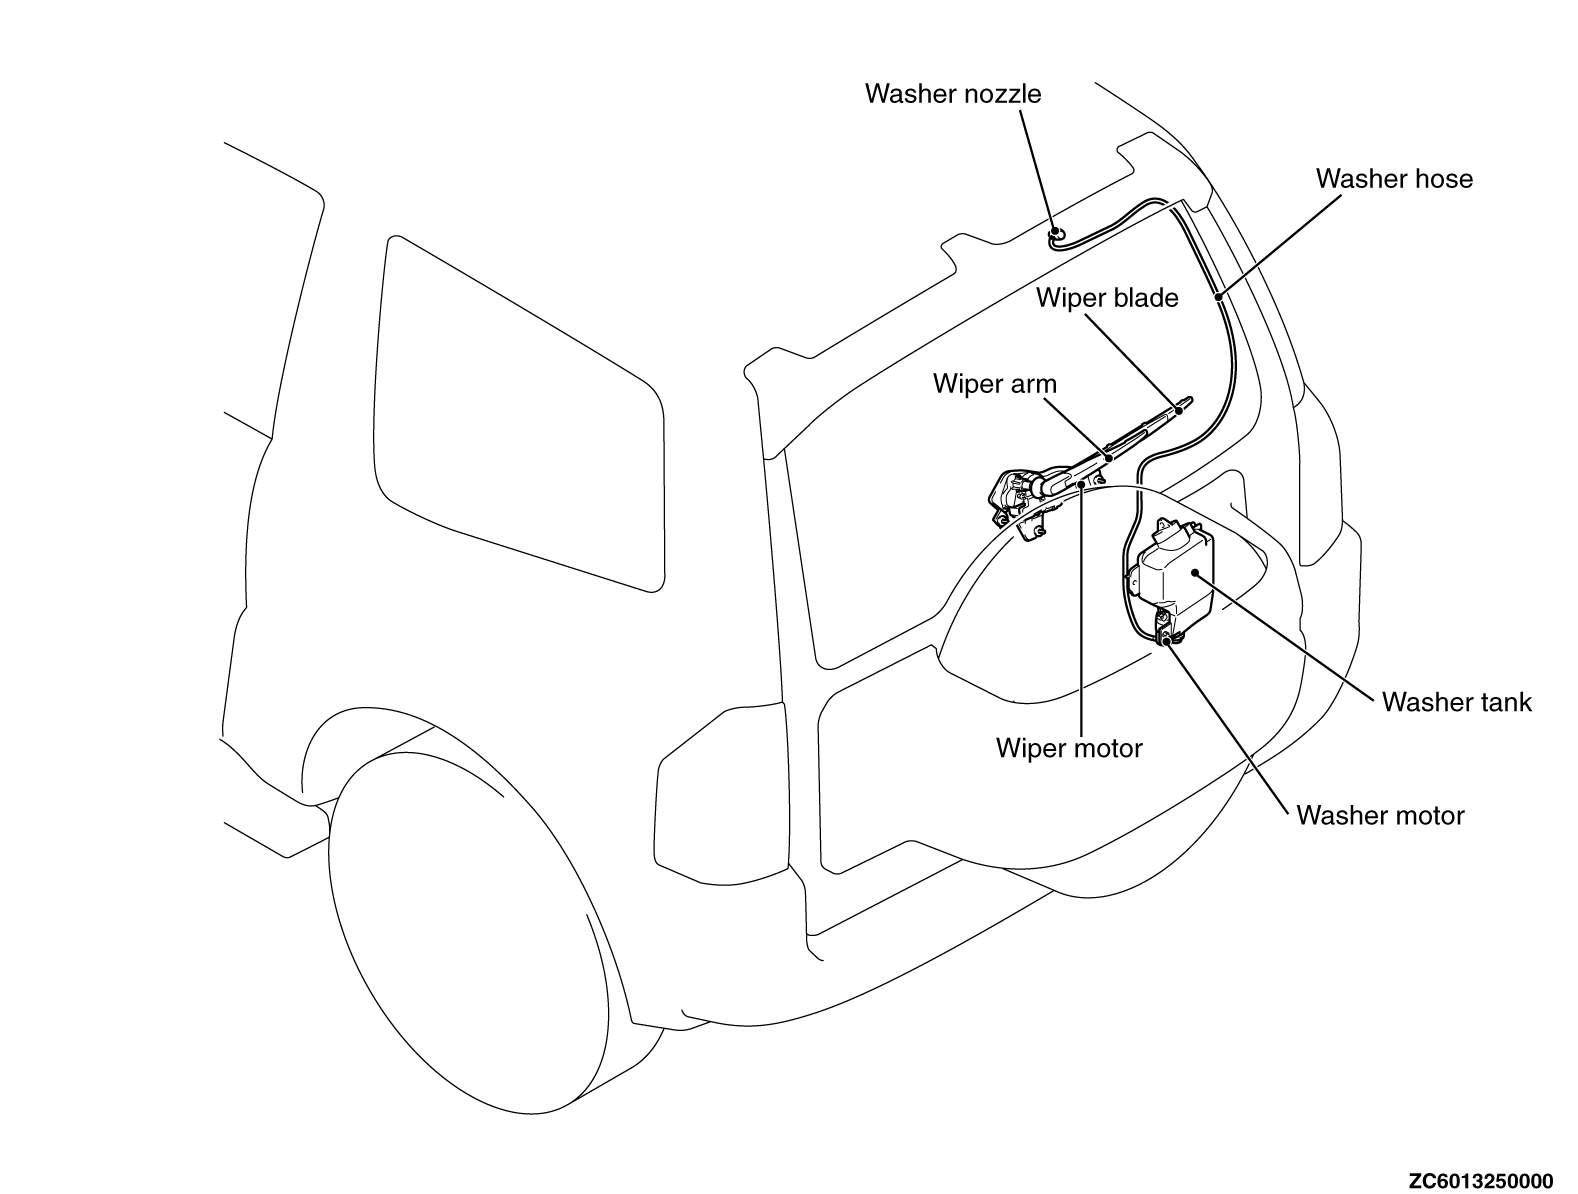 Washer nozzle
Washer hose
Wiper blade
Wiper arm
Washer tank
Wiper motor
Washer motor
ZC6013250000